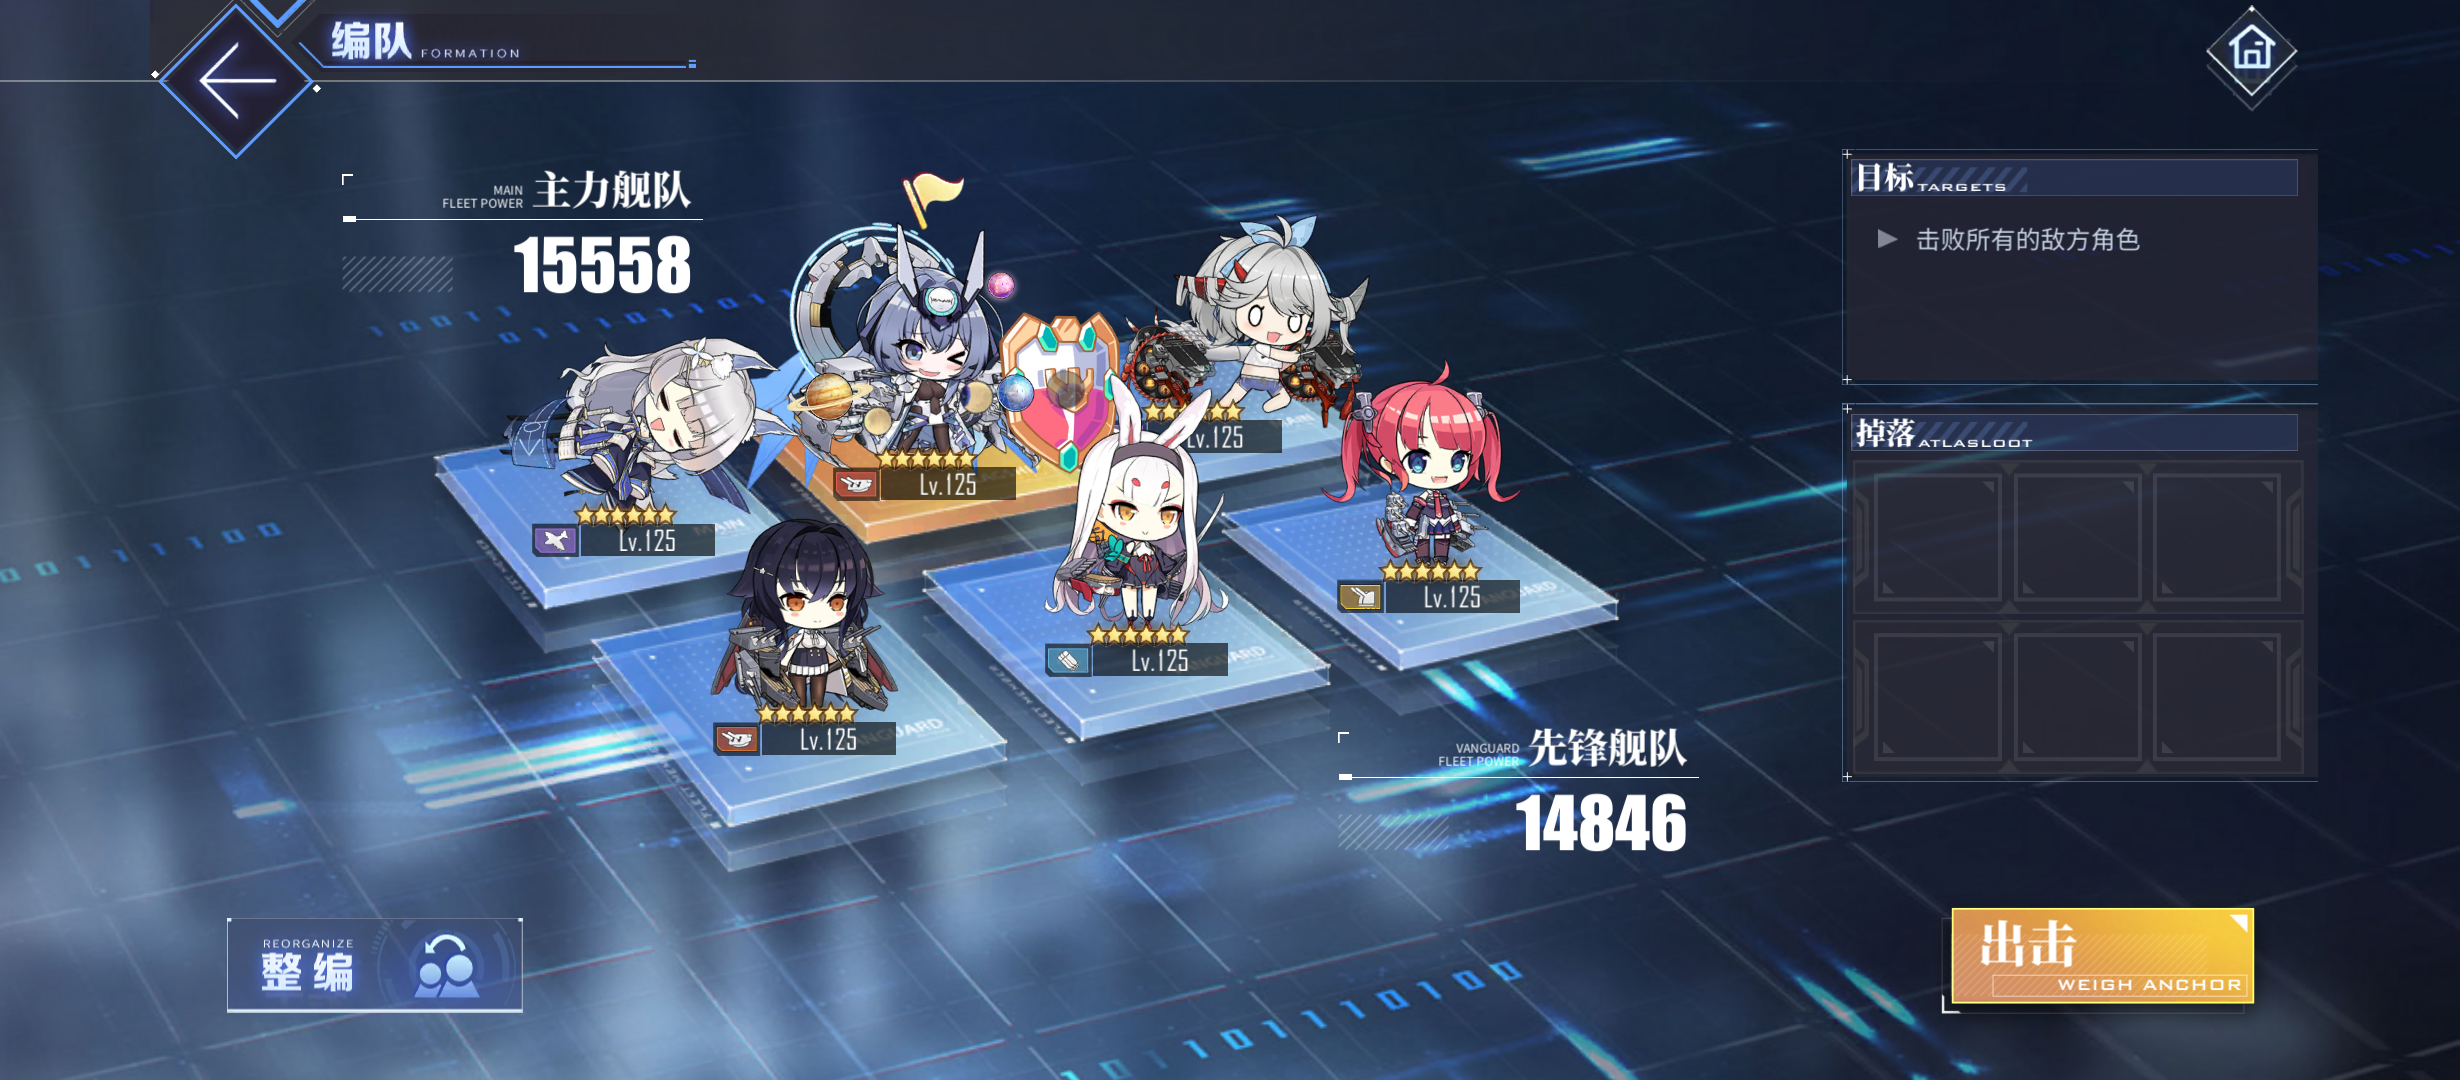 编队 FORMATION
MAIN
FLEET POWER 主力舰队
15558
目标 TARGETS
击败所有的敌方角色
掉落 ATLASLOOT
Lv.125
Lv.125
Lv.125
Lv.125
Lv.125
Lv.125
VANGUARD
FLEET POWER 先锋舰队
14846
REORGANIZE
整编
出击
WEIGH ANCHOR